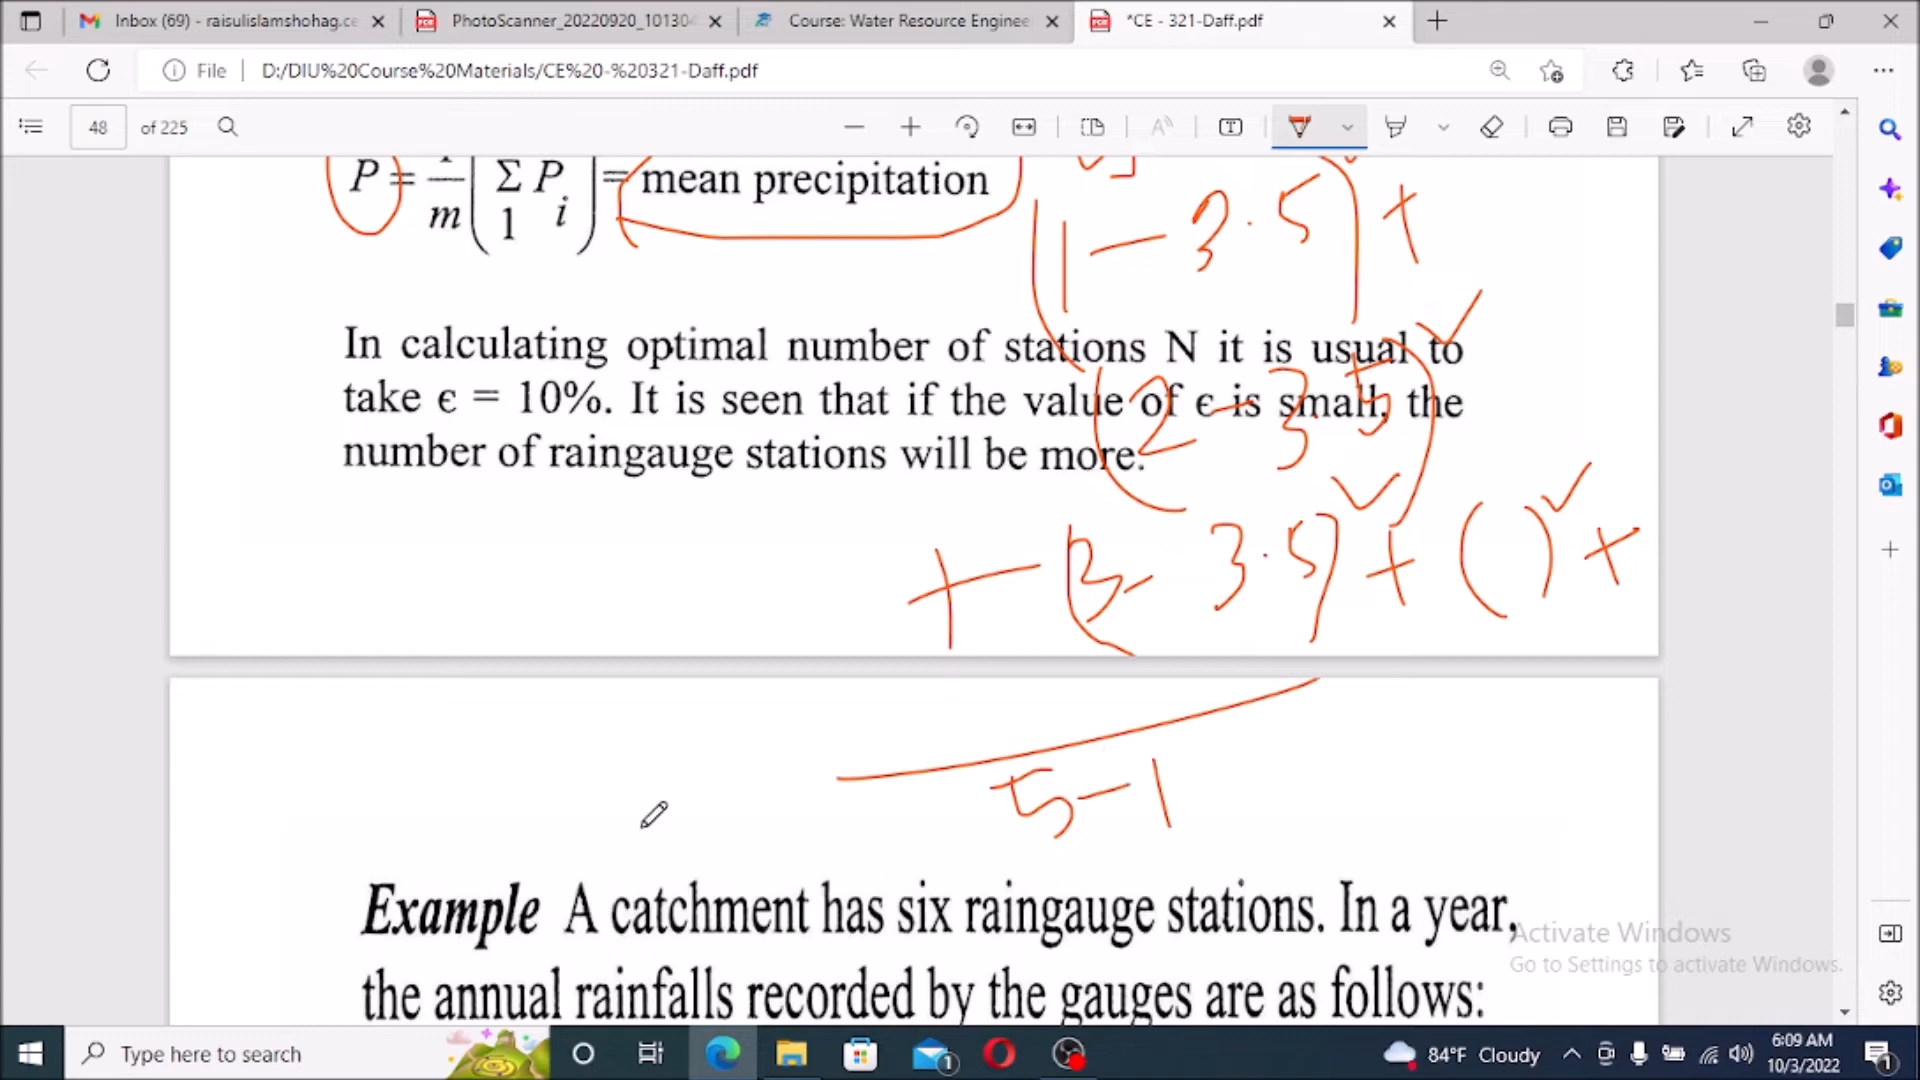 Inbox (69) - raisulislamshohag.ce
PhotoScanner_20220920_10130
Course: Water Resource Enginee
*CE - 321-Daff.pdf
File D:/DIU%20Course%20Materials/CE%20-%20321-Daff.pdf
48 of 225
P = 1/m ( Σ P i 1 ) = mean precipitation
(1 - 3.5) +
In calculating optimal number of stations N it is usual to
take ϵ = 10%. It is seen that if the value of ϵ is small, the
number of raingauge stations will be more.
(2 - 3.5)
+ (3 - 3.5) + ( ) +
5 - 1
Example A catchment has six raingauge stations. In a year,
the annual rainfalls recorded by the gauges are as follows:
Activate Windows
Go to Settings to activate Windows.
Type here to search
84°F Cloudy
6:09 AM
10/3/2022